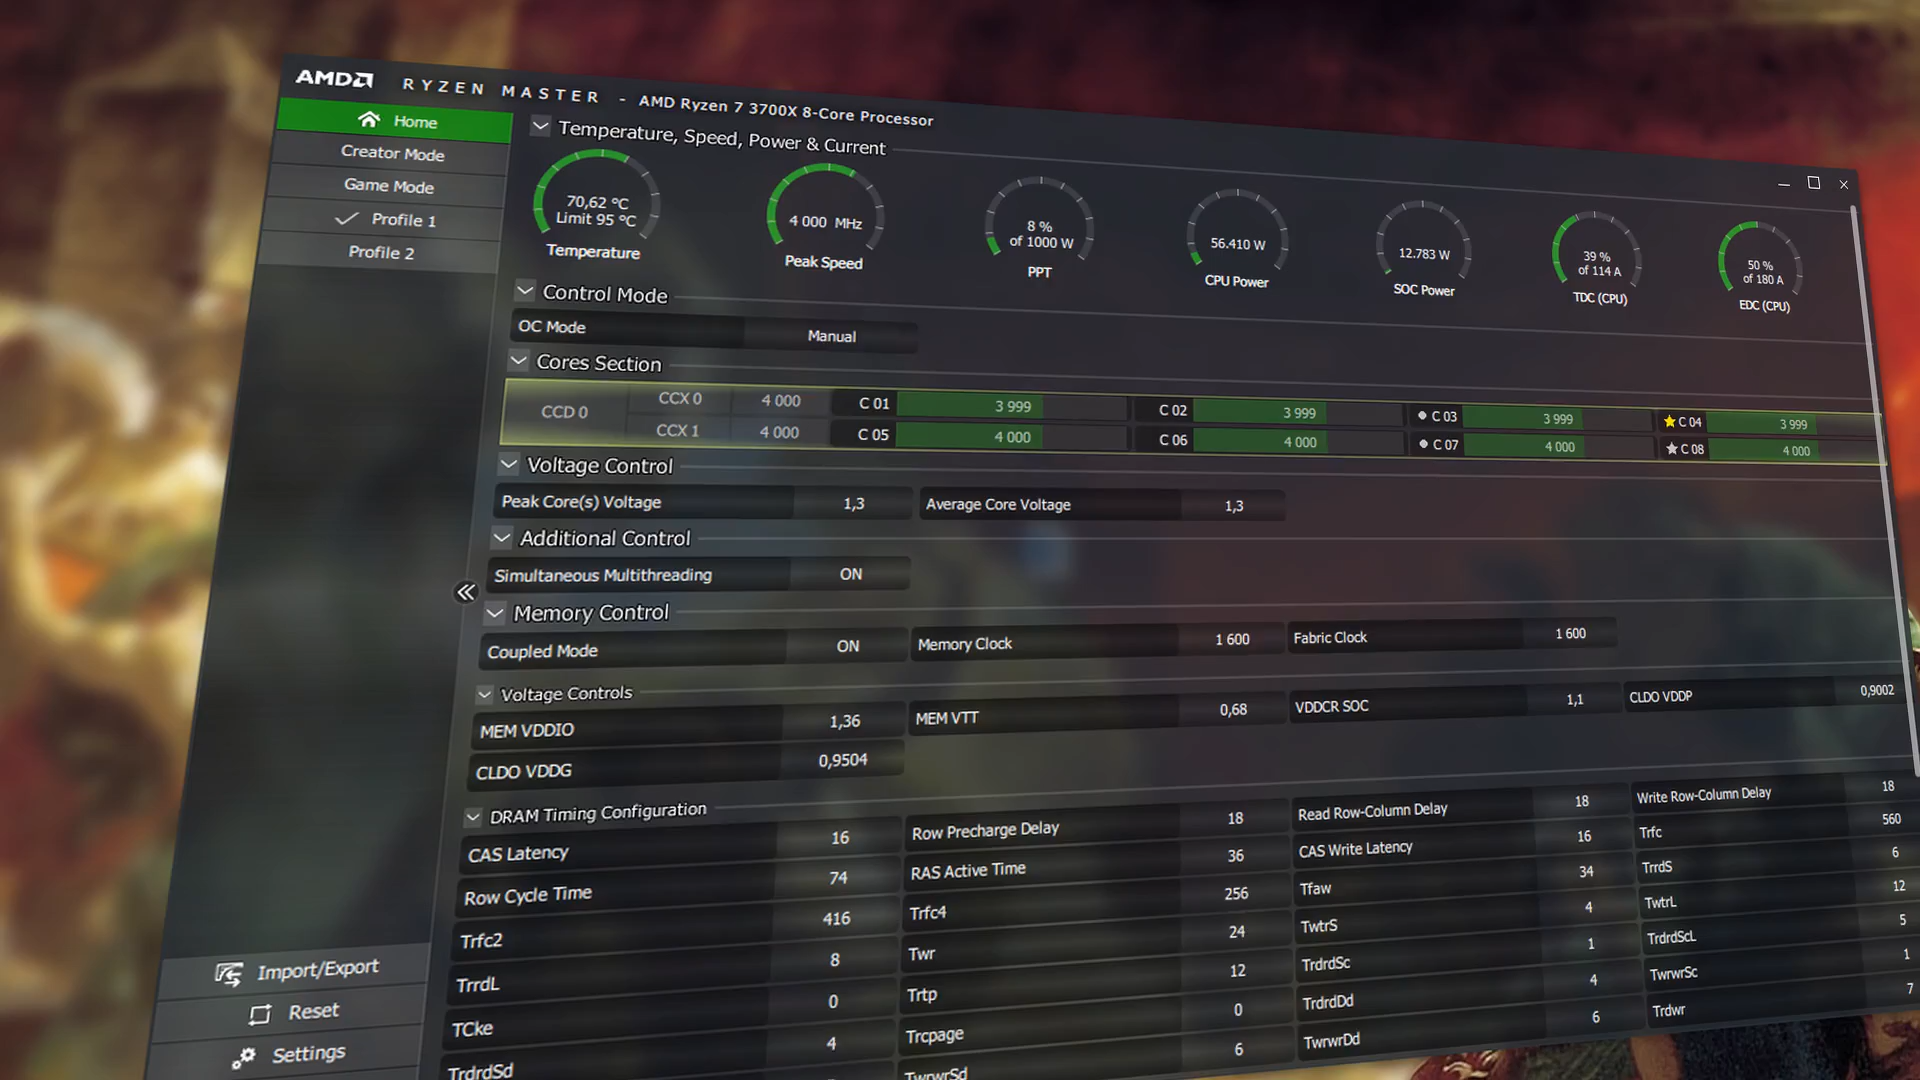 AMD RYZEN MASTER - AMD Ryzen 7 3700X 8-Core Processor
Home
Creator Mode
Game Mode
Profile 1
Profile 2
Import/Export
Reset
Settings
Temperature, Speed, Power & Current
70,62 °C
Limit 95 °C
Temperature
4 000 MHz
Peak Speed
8 %
of 1000 W
PPT
56.410 W
CPU Power
12.783 W
SOC Power
39 %
of 114 A
TDC (CPU)
50 %
of 180 A
EDC (CPU)
Control Mode
OC Mode Manual
Cores Section
CCD 0
CCX 0 4 000 C 01 3 999 C 02 3 999 C 03 3 999 C 04 3 999
CCX 1 4 000 C 05 4 000 C 06 4 000 C 07 4 000 C 08 4 000
Voltage Control
Peak Core(s) Voltage 1,3 Average Core Voltage 1,3
Additional Control
Simultaneous Multithreading ON
Memory Control
Coupled Mode ON Memory Clock 1 600 Fabric Clock 1 600
Voltage Controls
MEM VDDIO 1,36 MEM VTT 0,68 VDDCR SOC 1,1 CLDO VDDP 0,9002
CLDO VDDG 0,9504
DRAM Timing Configuration
CAS Latency 16 Row Precharge Delay 18 Read Row-Column Delay 18 Write Row-Column Delay 18
Row Cycle Time 74 RAS Active Time 36 CAS Write Latency 16 Trfc 560
Trfc2 416 Trfc4 256 Tfaw 34 TrrdS 6
TrrdL 8 Twr 24 TwtrS 4 TwtrL 12
TCke 0 Trtp 12 TrdrdSc 1 TrdrdScL 5
TrdrdSd 4 Trcpage 0 TrdrdDd 4 TwrwrSc 1
TwrwrSd 6 TwrwrDd 6 Trdwr 7